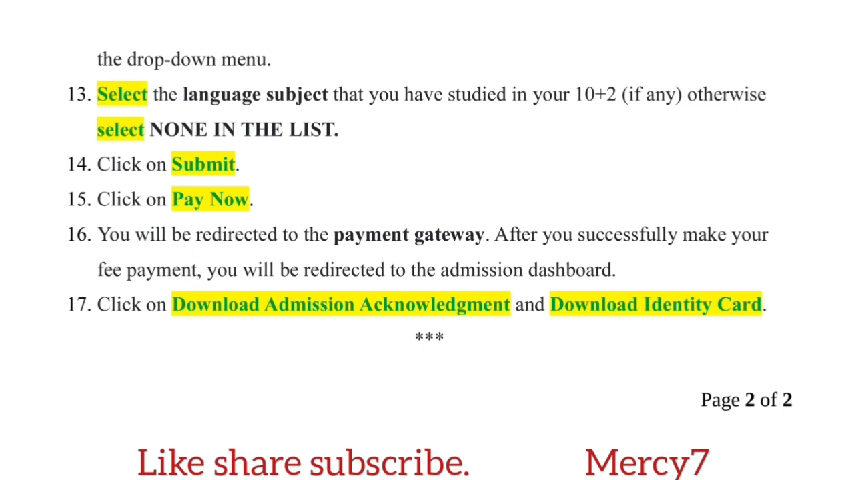 the drop-down menu.
13. Select the language subject that you have studied in your 10+2 (if any) otherwise
select NONE IN THE LIST.
14. Click on Submit.
15. Click on Pay Now.
16. You will be redirected to the payment gateway. After you successfully make your
fee payment, you will be redirected to the admission dashboard.
17. Click on Download Admission Acknowledgment and Download Identity Card.
***
Page 2 of 2
Like share subscribe. Mercy7